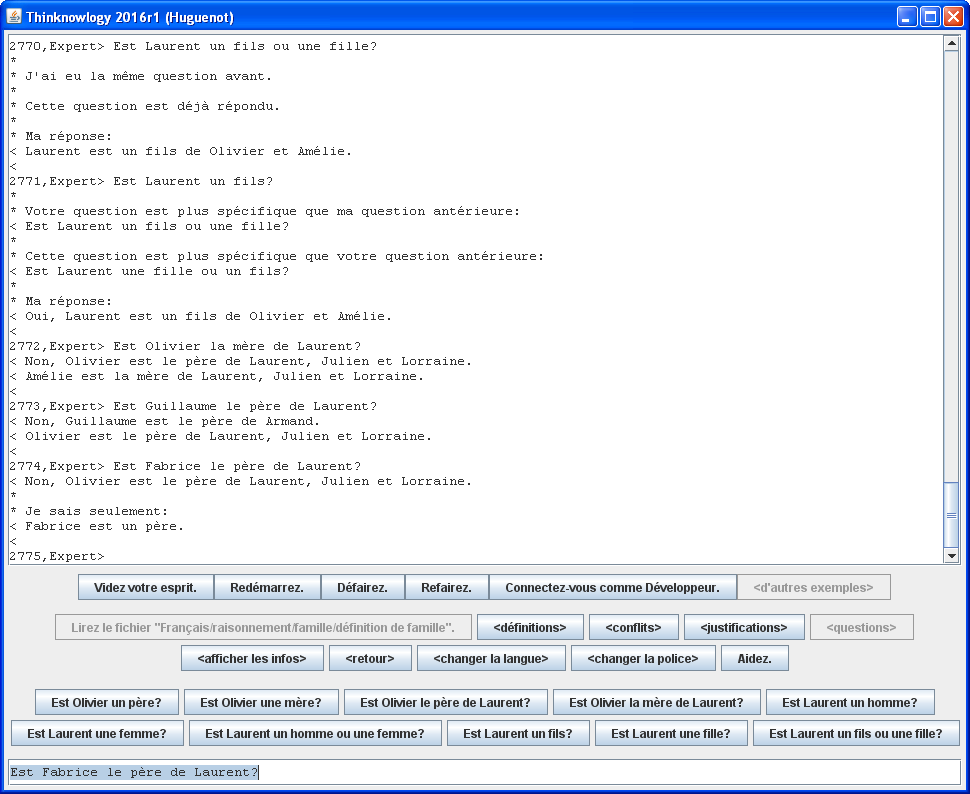 Thinknowlogy 2016r1 (Huguenot)
2770,Expert> Est Laurent un fils ou une fille?
*
* J'ai eu la même question avant.
*
* Cette question est déjà répondu.
*
* Ma réponse:
< Laurent est un fils de Olivier et Amélie.
<
2771,Expert> Est Laurent un fils?
*
* Votre question est plus spécifique que ma question antérieure:
< Est Laurent un fils ou une fille?
*
* Cette question est plus spécifique que votre question antérieure:
< Est Laurent une fille ou un fils?
*
* Ma réponse:
< Oui, Laurent est un fils de Olivier et Amélie.
<
2772,Expert> Est Olivier la mère de Laurent?
< Non, Olivier est le père de Laurent, Julien et Lorraine.
< Amélie est la mère de Laurent, Julien et Lorraine.
<
2773,Expert> Est Guillaume le père de Laurent?
< Non, Guillaume est le père de Armand.
< Olivier est le père de Laurent, Julien et Lorraine.
<
2774,Expert> Est Fabrice le père de Laurent?
< Non, Olivier est le père de Laurent, Julien et Lorraine.
*
* Je sais seulement:
< Fabrice est un père.
<
2775,Expert>
Videz votre esprit. Redémarrez. Défairez. Refairez. Connectez-vous comme Développeur. <d'autres exemples>
Lirez le fichier "Français/raisonnement/famille/définition de famille". <définitions> <conflits> <justifications> <questions>
<afficher les infos> <retour> <changer la langue> <changer la police> Aidez.
Est Olivier un père? Est Olivier une mère? Est Olivier le père de Laurent? Est Olivier la mère de Laurent? Est Laurent un homme?
Est Laurent une femme? Est Laurent un homme ou une femme? Est Laurent un fils? Est Laurent une fille? Est Laurent un fils ou une fille?
Est Fabrice le père de Laurent?